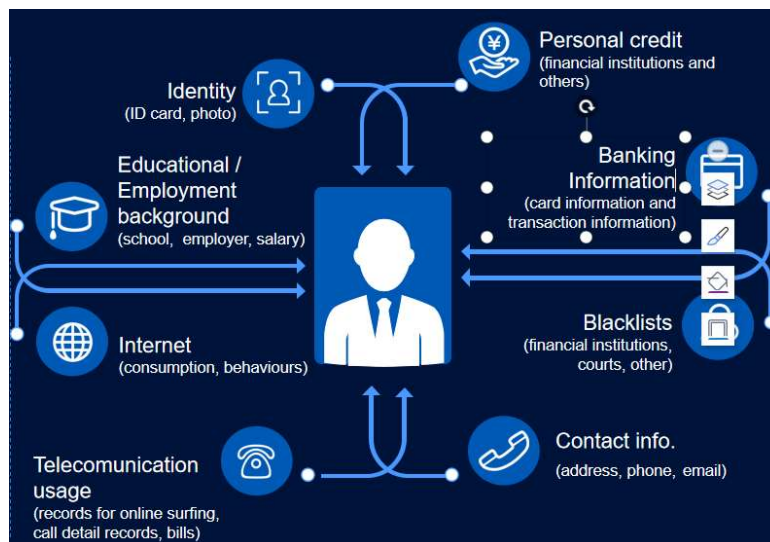 Personal credit
(financial institutions and
others)
Identity
(ID card, photo)
¥
Banking
Information
(card information and
transaction information)
Educational /
Employment
background
(school, employer, salary)
Internet
(consumption, behaviours)
Blacklists
(financial institutions,
courts, other)
Telecomunication
usage
(records for online surfing,
call detail records, bills)
Contact info.
(address, phone, email)